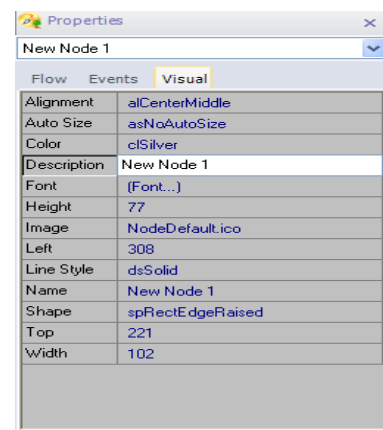 Properties
New Node 1
Flow Events Visual
Alignment alCenterMiddle
Auto Size asNoAutoSize
Color clSilver
Description New Node 1
Font (Font...)
Height 77
Image NodeDefault.ico
Left 308
Line Style dsSolid
Name New Node 1
Shape spRectEdgeRaised
Top 221
Width 102